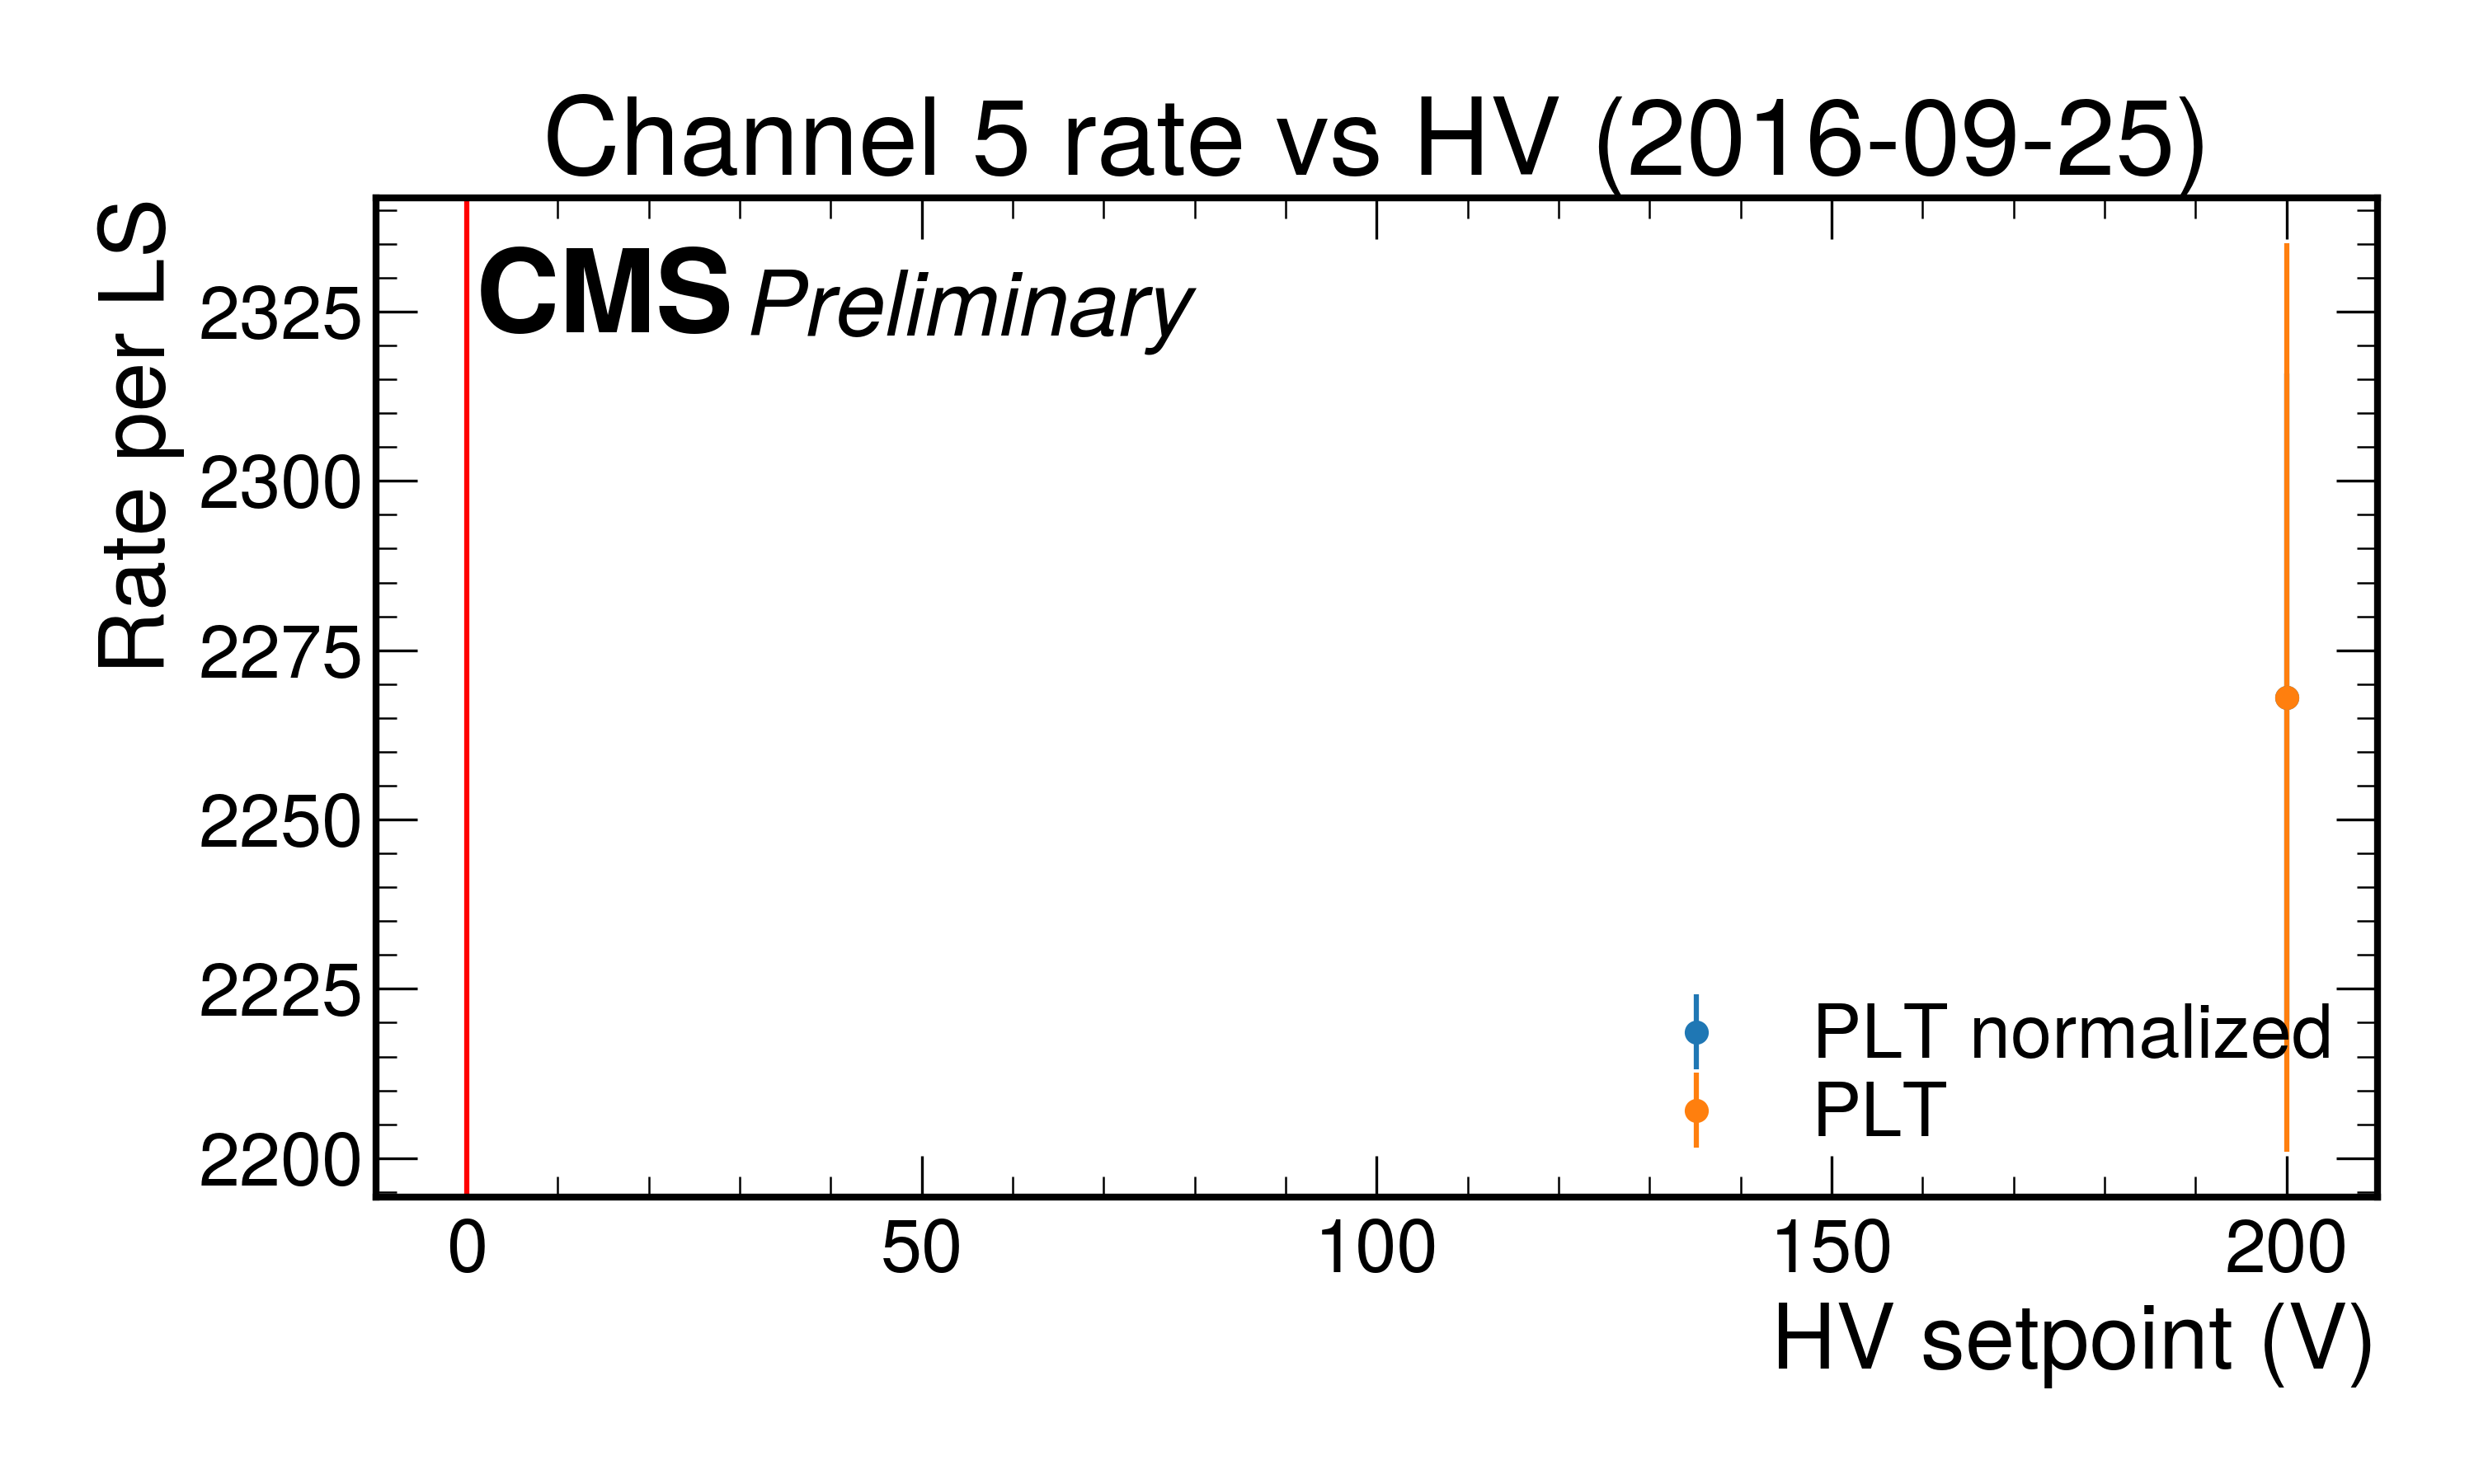 Channel 5 rate vs HV (2016-09-25)
CMS Preliminary
Rate per LS
2325
2300
2275
2250
2225
2200
PLT normalized
PLT
0 50 100 150 200
HV setpoint (V)